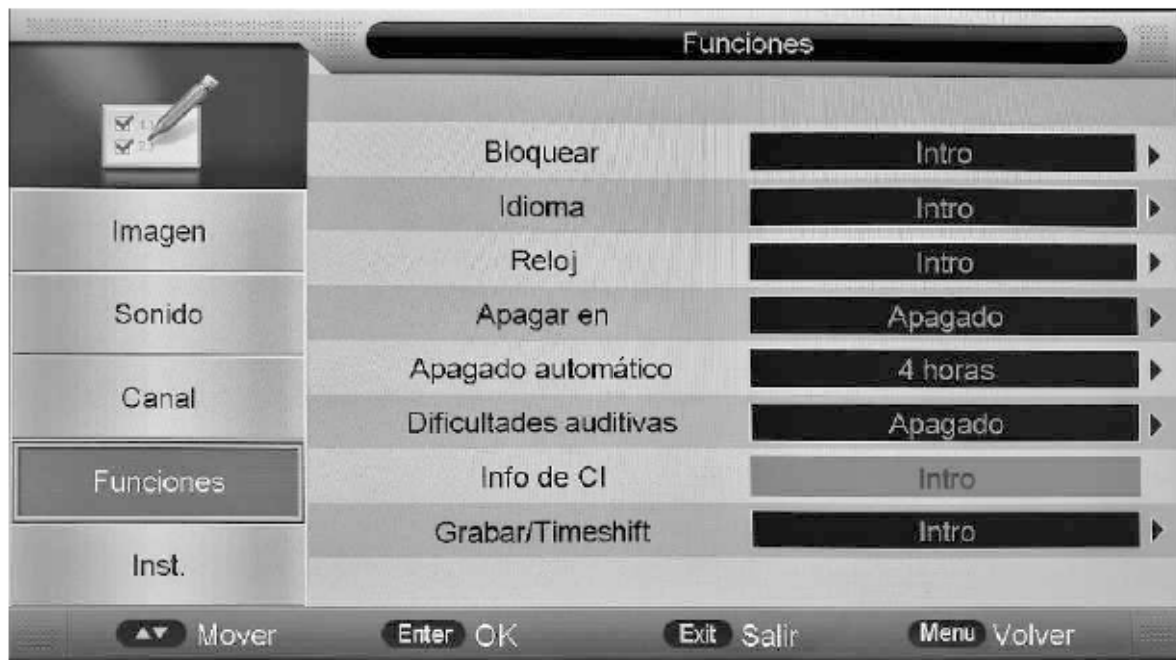 Funciones
Bloquear Intro
Idioma Intro
Imagen
Reloj Intro
Sonido
Apagar en Apagado
Apagado automático 4 horas
Canal
Dificultades auditivas Apagado
Funciones
Info de CI Intro
Grabar/Timeshift Intro
Inst.
Mover Enter OK Exit Salir Menu Volver